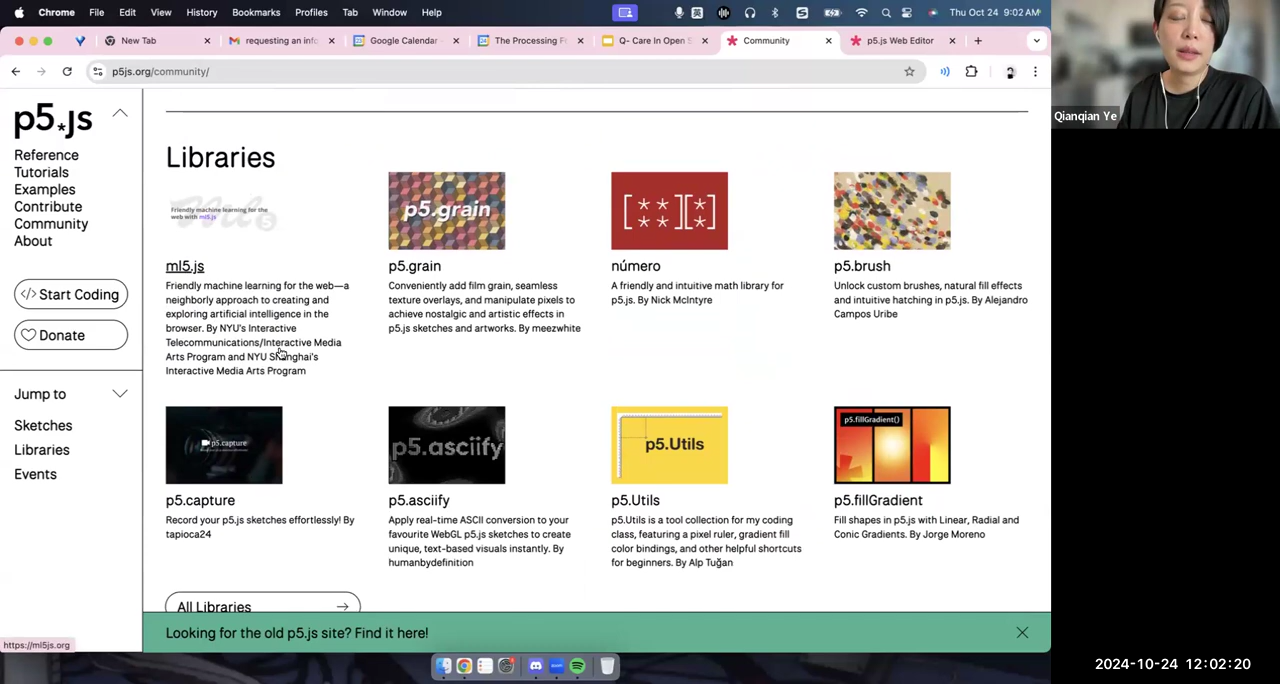 Chrome File Edit View History Bookmarks Profiles Tab Window Help
Thu Oct 24 9:02 AM
New Tab
requesting an info
Google Calendar
The Processing Fo
Q- Care In Open S
Community
p5.js Web Editor
p5js.org/community/
Qianqian Ye
p5*js
Reference
Tutorials
Examples
Contribute
Community
About
Start Coding
Donate
Jump to
Sketches
Libraries
Events
Libraries
Friendly machine learning for the
web with ml5.js
ml5.js
Friendly machine learning for the web—a
neighborly approach to creating and
exploring artificial intelligence in the
browser. By NYU's Interactive
Telecommunications/Interactive Media
Arts Program and NYU Shanghai's
Interactive Media Arts Program
p5.grain
p5.grain
Conveniently add film grain, seamless
texture overlays, and manipulate pixels to
achieve nostalgic and artistic effects in
p5.js sketches and artworks. By meezwhite
[**][*]
[**][*]
número
A friendly and intuitive math library for
p5.js. By Nick McIntyre
p5.brush
Unlock custom brushes, natural fill effects
and intuitive hatching in p5.js. By Alejandro
Campos Uribe
p5.capture
p5.capture
Record your p5.js sketches effortlessly! By
tapioca24
p5.asciify
p5.asciify
Apply real-time ASCII conversion to your
favourite WebGL p5.js sketches to create
unique, text-based visuals instantly. By
humanbydefinition
p5.Utils
p5.Utils
p5.Utils is a tool collection for my coding
class, featuring a pixel ruler, gradient fill
color bindings, and other helpful shortcuts
for beginners. By Alp Tuğan
p5.fillGradient()
p5.fillGradient
Fill shapes in p5.js with Linear, Radial and
Conic Gradients. By Jorge Moreno
All Libraries
Looking for the old p5.js site? Find it here!
https://ml5js.org
2024-10-24 12:02:20